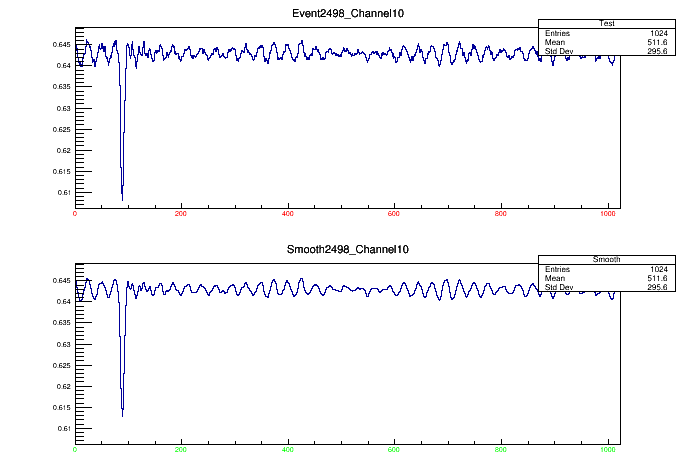 Event2498_Channel10
Test
Entries 1024
Mean 511.6
Std Dev 295.6
0.645
0.64
0.635
0.63
0.625
0.62
0.615
0.61
0 200 400 600 800 1000
Smooth2498_Channel10
Smooth
Entries 1024
Mean 511.6
Std Dev 295.6
0.645
0.64
0.635
0.63
0.625
0.62
0.615
0.61
0 200 400 600 800 1000